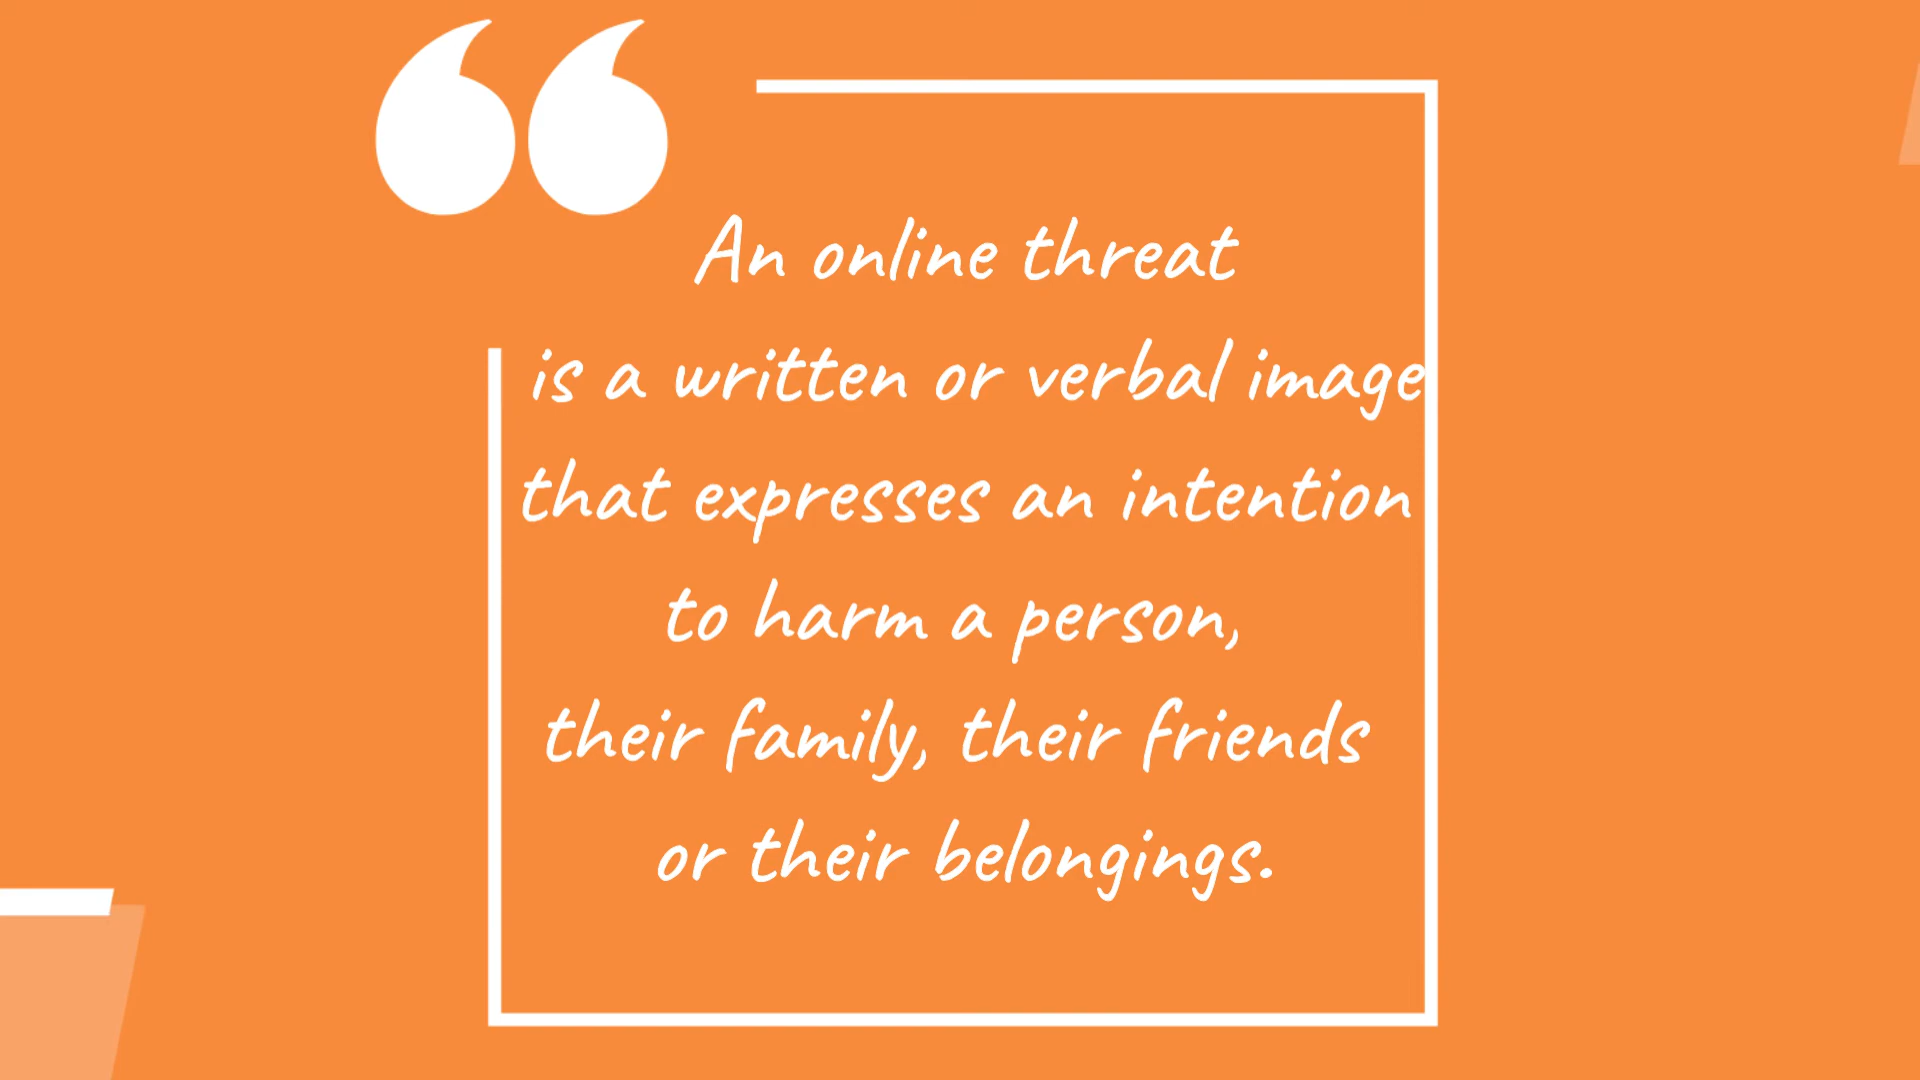 An online threat
is a written or verbal image
that expresses an intention
to harm a person,
their family, their friends
or their belongings.